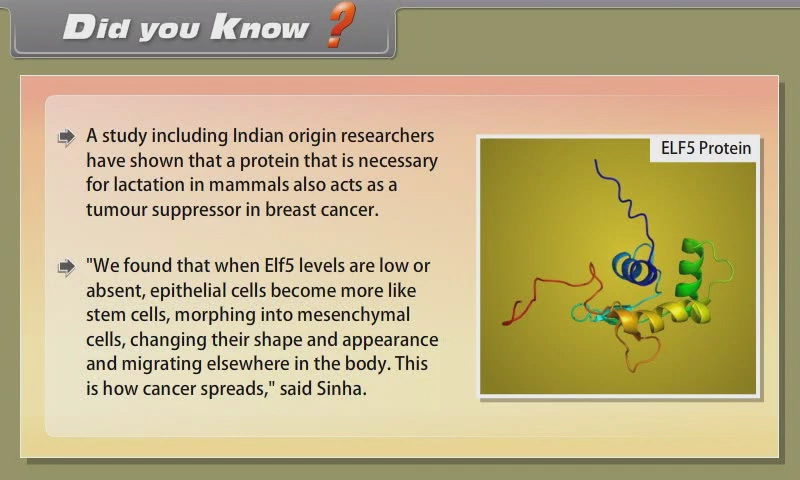 Did you Know ?
ELF5 Protein
A study including Indian origin researchers
have shown that a protein that is necessary
for lactation in mammals also acts as a
tumour suppressor in breast cancer.
"We found that when Elf5 levels are low or
absent, epithelial cells become more like
stem cells, morphing into mesenchymal
cells, changing their shape and appearance
and migrating elsewhere in the body. This
is how cancer spreads," said Sinha.